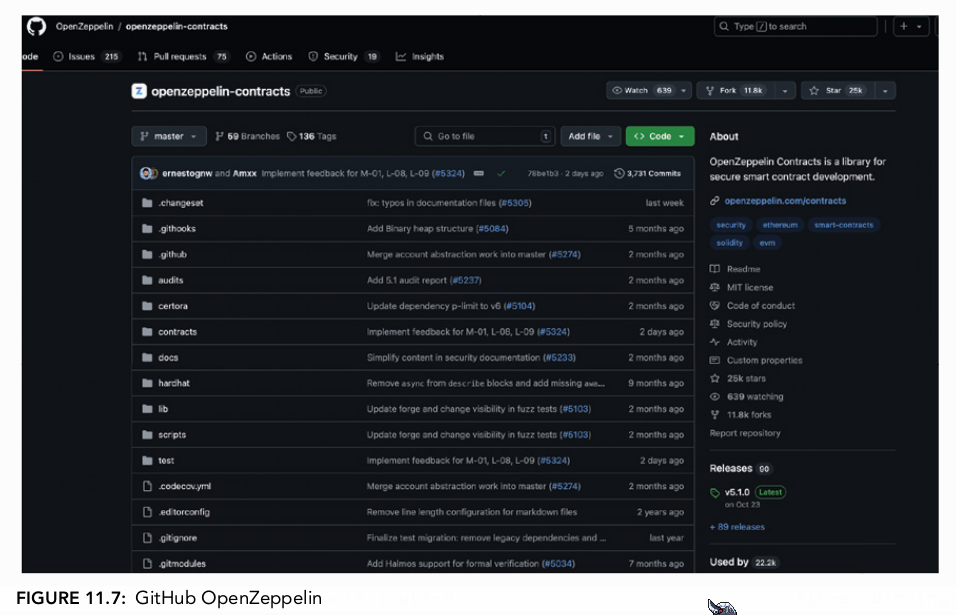 OpenZeppelin / openzeppelin-contracts
Type / to search
ode Issues 215 Pull requests 75 Actions Security 19 Insights
openzeppelin-contracts Public
Watch 639 Fork 11.8k Star 25k
master 59 Branches 136 Tags Go to file t Add file <> Code
About
OpenZeppelin Contracts is a library for
secure smart contract development.
openzeppelin.com/contracts
security ethereum smart-contracts
solidity evm
Readme
MIT license
Code of conduct
Security policy
Activity
Custom properties
25k stars
639 watching
11.8k forks
Report repository
Releases 90
v5.1.0 Latest
on Oct 23
+ 89 releases
Used by 22.2k
ernestognw and Amxx Implement feedback for M-01, L-08, L-09 (#5324) 2 days ago 3,731 Commits
.changeset fix: typos in documentation files (#5305) last week
.githooks Add Binary heap structure (#5084) 5 months ago
.github Merge account abstraction work into master (#5274) 2 months ago
audits Add 5.1 audit report (#5237) 2 months ago
certora Update dependency p-limit to v6 (#5104) 2 months ago
contracts Implement feedback for M-01, L-08, L-09 (#5324) 2 days ago
docs Simplify content in security documentation (#5233) 2 months ago
hardhat Remove async from describe blocks and add missing awa... 9 months ago
lib Update forge and change visibility in fuzz tests (#5103) 2 months ago
scripts Update forge and change visibility in fuzz tests (#5103) 2 months ago
test Implement feedback for M-01, L-08, L-09 (#5324) 2 days ago
.codecov.yml Merge account abstraction work into master (#5274) 2 months ago
.editorconfig Remove line length configuration for markdown files 2 years ago
.gitignore Finalize test migration: remove legacy dependencies and ... last year
.gitmodules Add Halmos support for formal verification (#5034) 7 months ago
FIGURE 11.7: GitHub OpenZeppelin